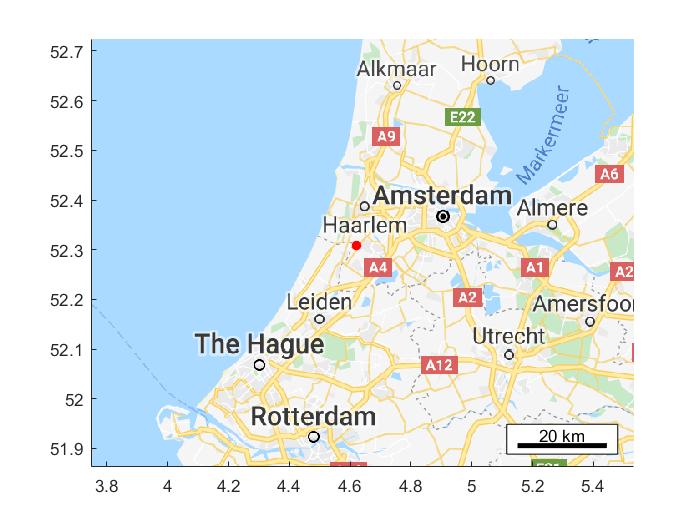 52.7
52.6
52.5
52.4
52.3
52.2
52.1
52
51.9
Alkmaar
Hoorn
E22
A9
Markermeer
A6
Amsterdam
Almere
Haarlem
A4
A1
A2
Leiden
A2
Amersfoor
The Hague
Utrecht
A12
Rotterdam
20 km
3.8 4 4.2 4.4 4.6 4.8 5 5.2 5.4